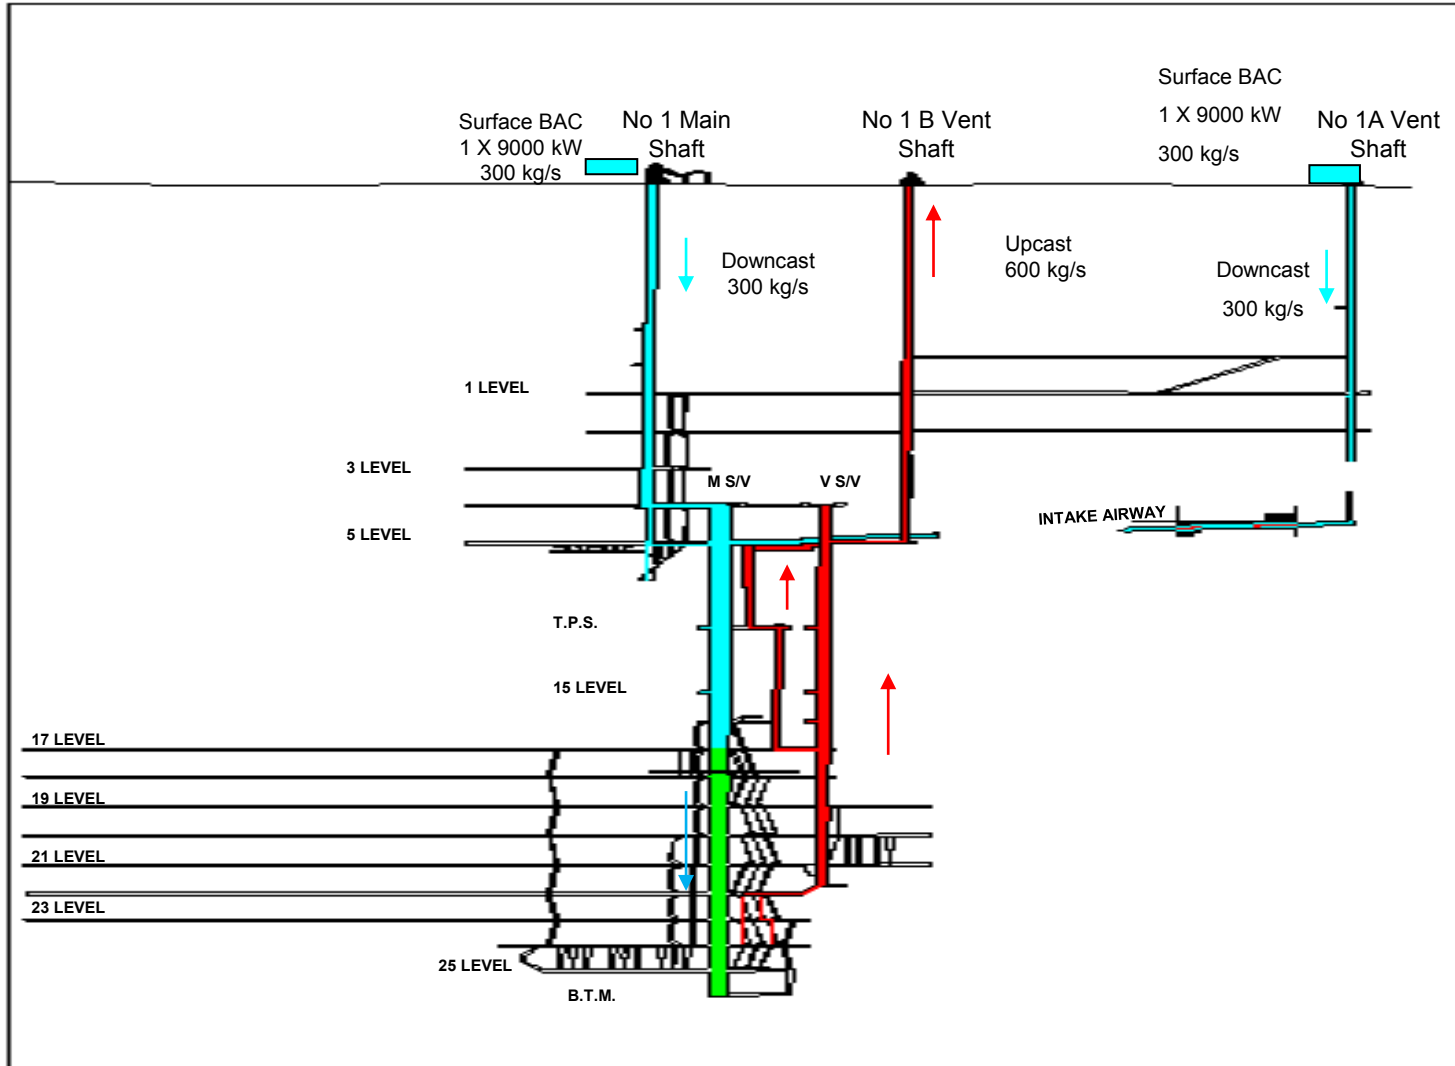 Surface BAC
1 X 9000 kW
300 kg/s
No 1 Main
Shaft
No 1 B Vent
Shaft
Surface BAC
1 X 9000 kW
300 kg/s
No 1A Vent
Shaft
Downcast
300 kg/s
Upcast
600 kg/s
Downcast
300 kg/s
1 LEVEL
3 LEVEL
M S/V
V S/V
INTAKE AIRWAY
5 LEVEL
T.P.S.
15 LEVEL
17 LEVEL
19 LEVEL
21 LEVEL
23 LEVEL
25 LEVEL
B.T.M.